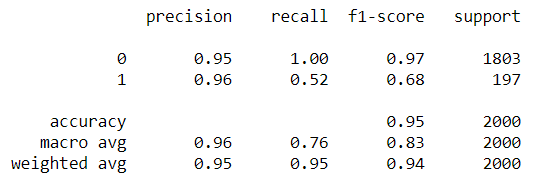 precision recall f1-score support
0 0.95 1.00 0.97 1803
1 0.96 0.52 0.68 197
accuracy 0.95 2000
macro avg 0.96 0.76 0.83 2000
weighted avg 0.95 0.95 0.94 2000